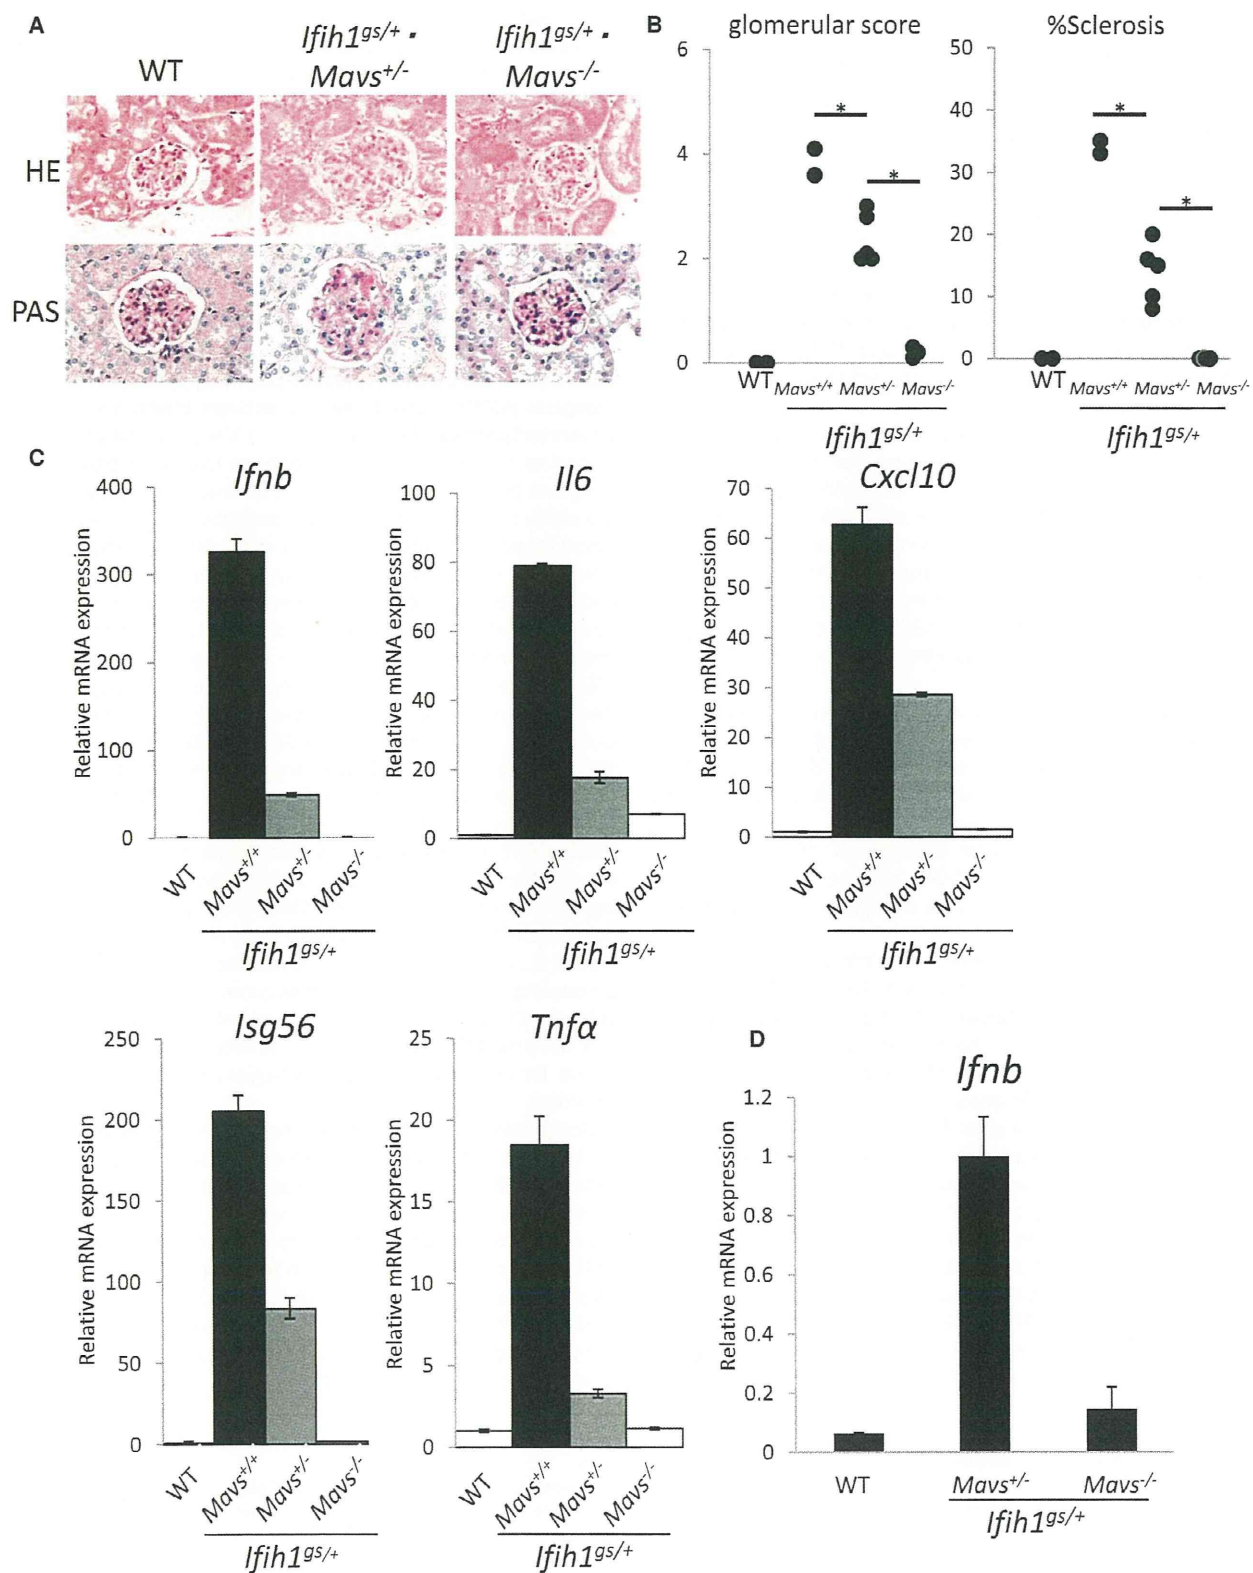 A
WT
Ifih1gs/+ · Mavs+/-
Ifih1gs/+ · Mavs-/-
HE
PAS
B
glomerular score
6
4
2
0
*
*
WT Mavs+/+ Mavs+/- Mavs-/-
Ifih1gs/+
%Sclerosis
50
40
30
20
10
0
*
*
WT Mavs+/+ Mavs+/- Mavs-/-
Ifih1gs/+
C
Ifnb
Relative mRNA expression
400
300
200
100
0
WT Mavs+/+ Mavs+/- Mavs-/-
Ifih1gs/+
Il6
Relative mRNA expression
100
80
60
40
20
0
WT Mavs+/+ Mavs+/- Mavs-/-
Ifih1gs/+
Cxcl10
Relative mRNA expression
70
60
50
40
30
20
10
0
WT Mavs+/+ Mavs+/- Mavs-/-
Ifih1gs/+
Isg56
Relative mRNA expression
250
200
150
100
50
0
WT Mavs+/+ Mavs+/- Mavs-/-
Ifih1gs/+
Tnfα
Relative mRNA expression
25
20
15
10
5
0
WT Mavs+/+ Mavs+/- Mavs-/-
Ifih1gs/+
D
Ifnb
Relative mRNA expression
1.2
1
0.8
0.6
0.4
0.2
0
WT Mavs+/- Mavs-/-
Ifih1gs/+